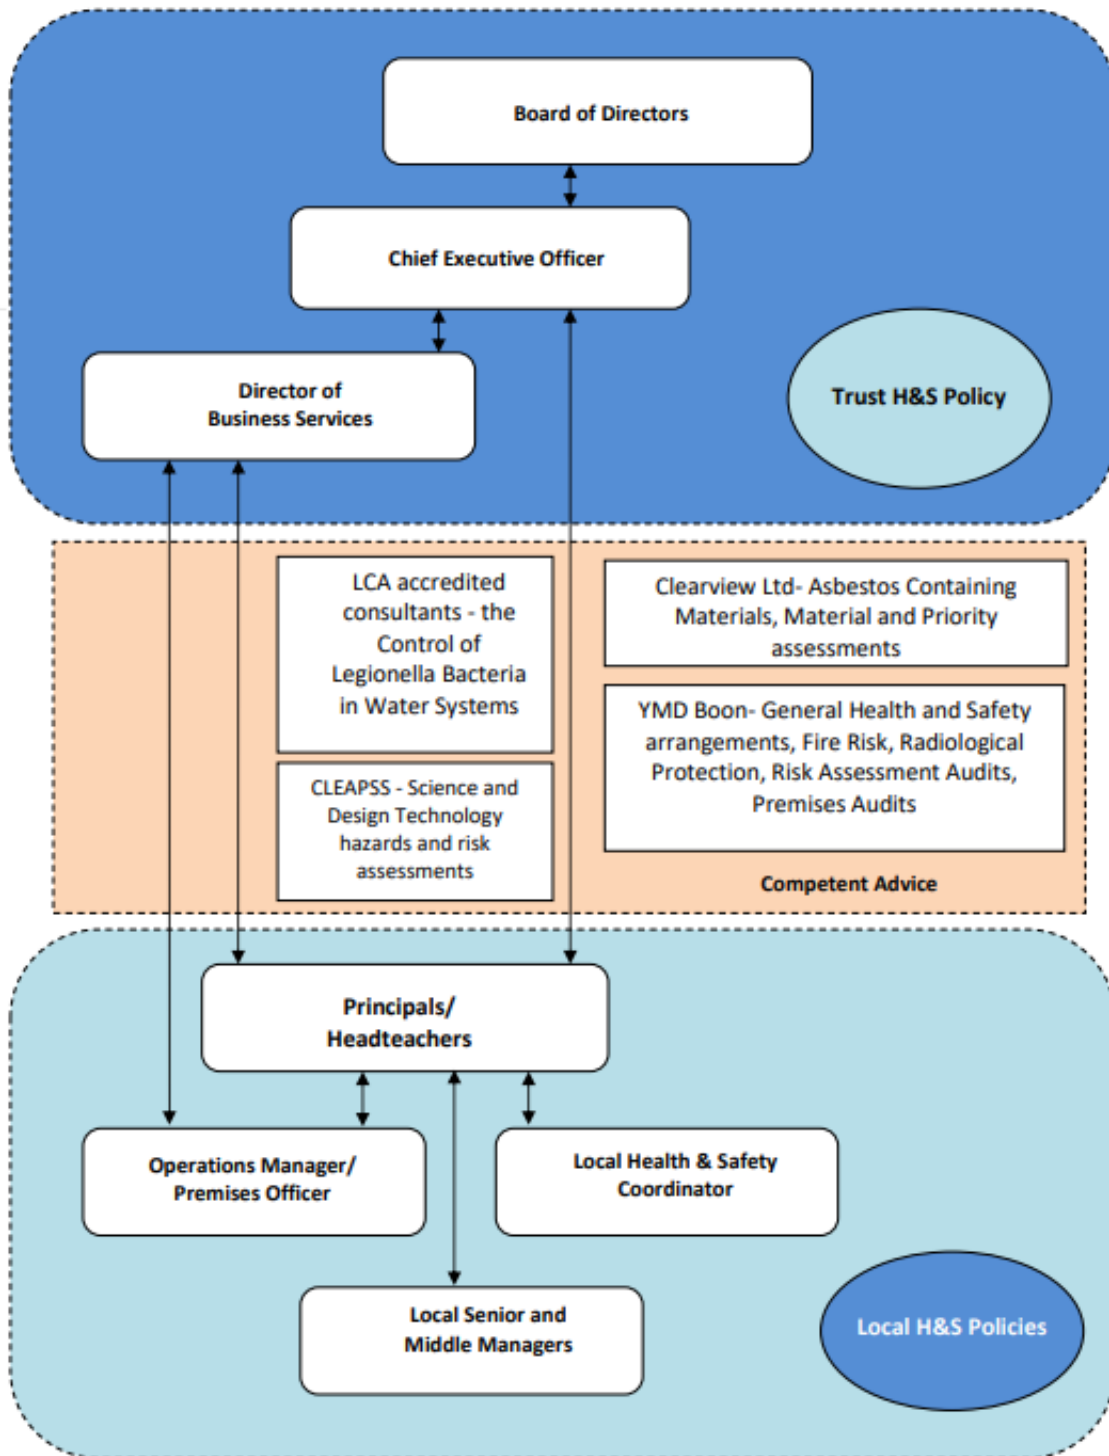 Board of Directors
Chief Executive Officer
Director of
Business Services
Trust H&S Policy
LCA accredited
consultants - the
Control of
Legionella Bacteria
in Water Systems
Clearview Ltd- Asbestos Containing
Materials, Material and Priority
assessments
YMD Boon- General Health and Safety
arrangements, Fire Risk, Radiological
Protection, Risk Assessment Audits,
Premises Audits
CLEAPSS - Science and
Design Technology
hazards and risk
assessments
Competent Advice
Principals/
Headteachers
Operations Manager/
Premises Officer
Local Health & Safety
Coordinator
Local Senior and
Middle Managers
Local H&S Policies